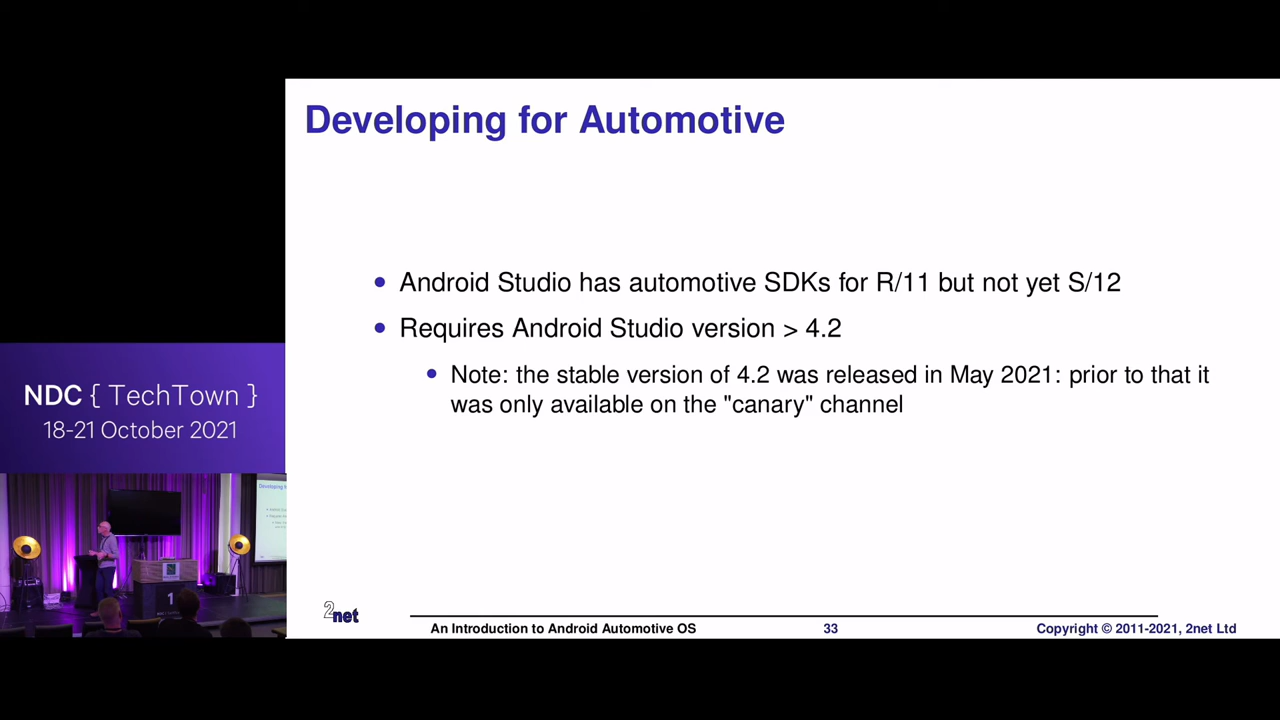 Developing for Automotive
Android Studio has automotive SDKs for R/11 but not yet S/12
Requires Android Studio version > 4.2
Note: the stable version of 4.2 was released in May 2021: prior to that it
was only available on the "canary" channel
NDC { TechTown }
18-21 October 2021
1
2net
An Introduction to Android Automotive OS
33
Copyright © 2011-2021, 2net Ltd